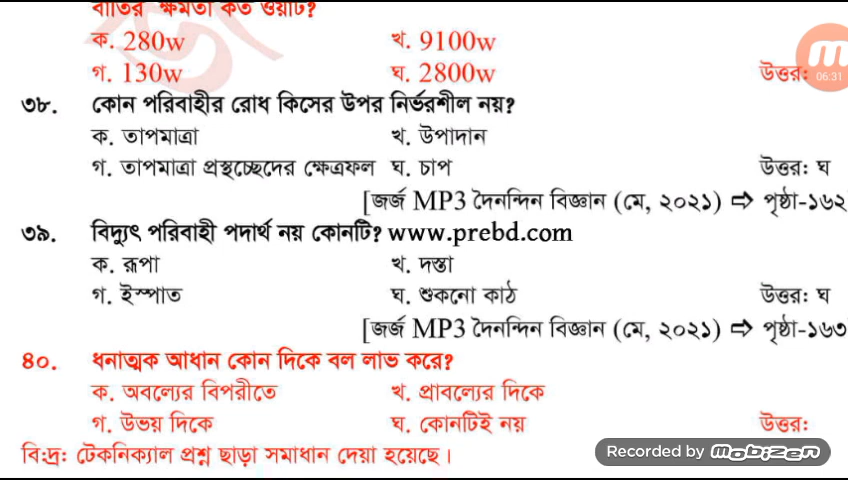 বাতির ক্ষমতা কত ওয়াট?
ক. 280w খ. 9100w
গ. 130w ঘ. 2800w উত্তর:
06:31
৩৮. কোন পরিবাহীর রোধ কিসের উপর নির্ভরশীল নয়?
ক. তাপমাত্রা খ. উপাদান
গ. তাপমাত্রা প্রস্থচ্ছেদের ক্ষেত্রফল ঘ. চাপ উত্তর: ঘ
[জর্জ MP3 দৈনন্দিন বিজ্ঞান (মে, ২০২১) ⇨ পৃষ্ঠা-১৬২
৩৯. বিদ্যুৎ পরিবাহী পদার্থ নয় কোনটি? www.prebd.com
ক. রূপা খ. দস্তা
গ. ইস্পাত ঘ. শুকনো কাঠ উত্তর: ঘ
[জর্জ MP3 দৈনন্দিন বিজ্ঞান (মে, ২০২১) ⇨ পৃষ্ঠা-১৬৩
৪০. ধনাত্মক আধান কোন দিকে বল লাভ করে?
ক. অবল্যের বিপরীতে খ. প্রাবল্যের দিকে
গ. উভয় দিকে ঘ. কোনটিই নয় উত্তর:
বি:দ্র: টেকনিক্যাল প্রশ্ন ছাড়া সমাধান দেয়া হয়েছে।
Recorded by mobizen